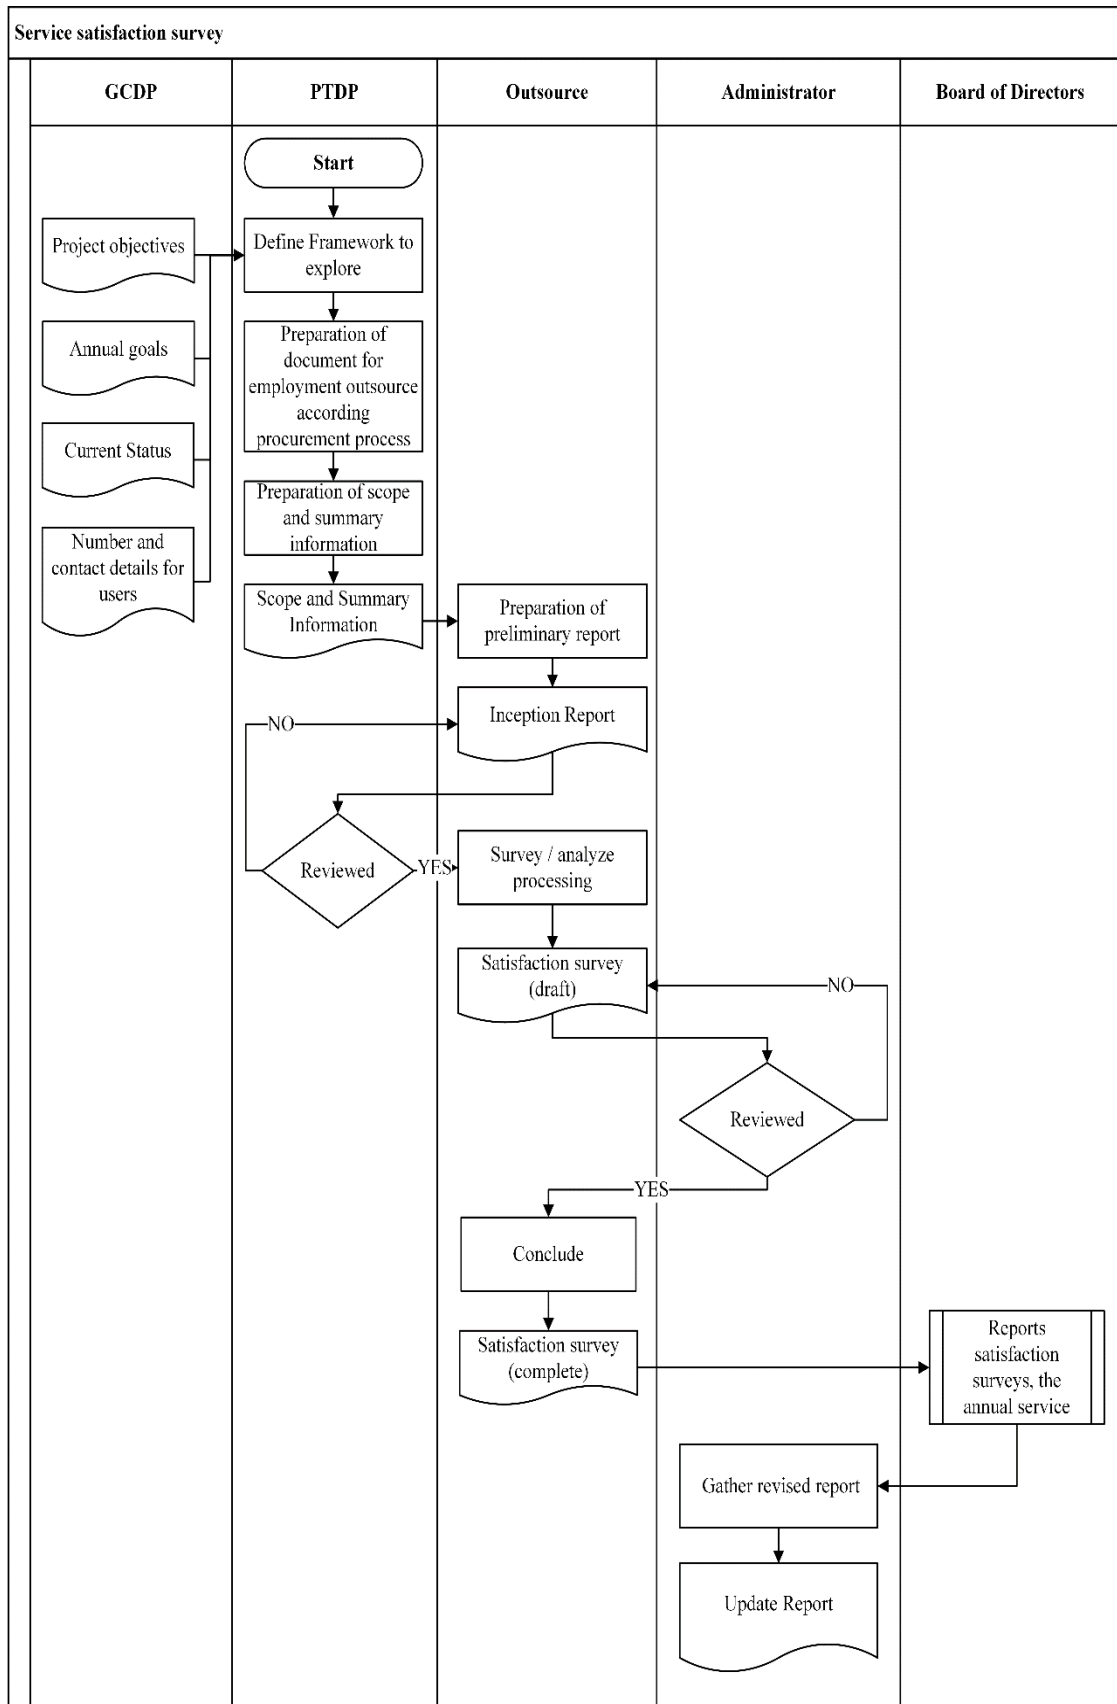 Service satisfaction survey
GCDP
PTDP
Outsource
Administrator
Board of Directors
Start
Project objectives
Define Framework to
explore
Annual goals
Preparation of
document for
employment outsource
according
procurement process
Current Status
Preparation of scope
and summary
information
Number and
contact details for
users
Scope and Summary
Information
Preparation of
preliminary report
NO
Inception Report
Reviewed
YES
Survey / analyze
processing
Satisfaction survey
(draft)
NO
Reviewed
YES
Conclude
Satisfaction survey
(complete)
Reports
satisfaction
surveys, the
annual service
Gather revised report
Update Report